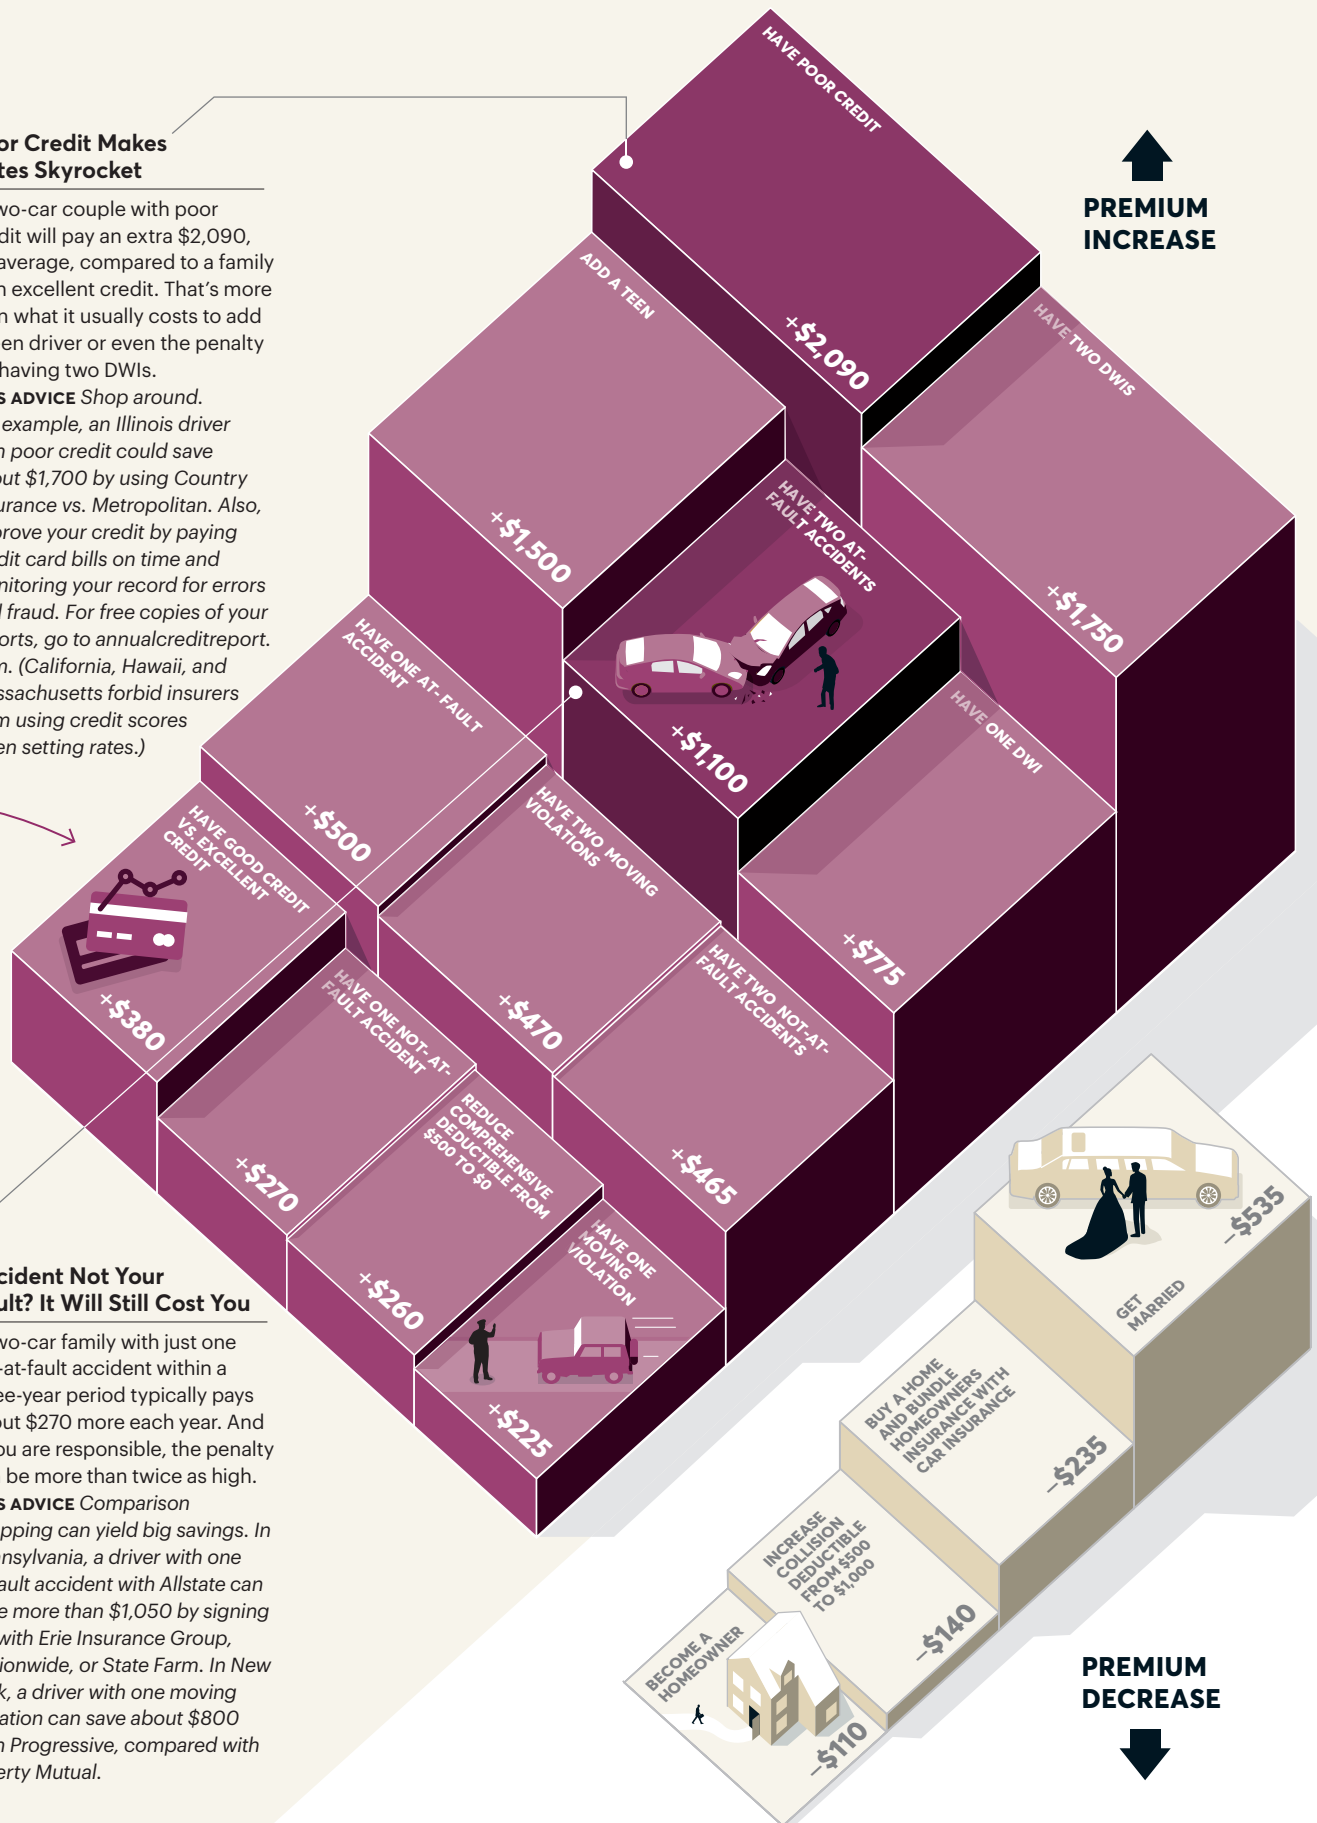 or Credit Makes
tes Skyrocket
wo-car couple with poor
dit will pay an extra $2,090,
average, compared to a family
h excellent credit. That’s more
n what it usually costs to add
een driver or even the penalty
having two DWIs.
S ADVICE Shop around.
example, an Illinois driver
h poor credit could save
out $1,700 by using Country
urance vs. Metropolitan. Also,
prove your credit by paying
dit card bills on time and
nitoring your record for errors
d fraud. For free copies of your
orts, go to annualcreditreport.
m. (California, Hawaii, and
ssachusetts forbid insurers
m using credit scores
en setting rates.)
PREMIUM
INCREASE
HAVE POOR CREDIT
+$2,090
ADD A TEEN
+$1,500
HAVE TWO DWIS
+$1,750
HAVE TWO AT-
FAULT ACCIDENTS
+$1,100
HAVE ONE AT- FAULT
ACCIDENT
+$500
HAVE ONE DWI
+$775
HAVE GOOD CREDIT
VS. EXCELLENT
CREDIT
+$380
HAVE TWO MOVING
VIOLATIONS
+$470
HAVE TWO NOT-AT-
FAULT ACCIDENTS
+$465
HAVE ONE NOT- AT-
FAULT ACCIDENT
+$270
REDUCE
COMPREHENSIVE
DEDUCTIBLE FROM
$500 TO $0
+$260
HAVE ONE
MOVING
VIOLATION
+$225
cident Not Your
ult? It Will Still Cost You
wo-car family with just one
-at-fault accident within a
ee-year period typically pays
out $270 more each year. And
ou are responsible, the penalty
n be more than twice as high.
S ADVICE Comparison
pping can yield big savings. In
nnsylvania, a driver with one
ault accident with Allstate can
e more than $1,050 by signing
with Erie Insurance Group,
ionwide, or State Farm. In New
k, a driver with one moving
ation can save about $800
h Progressive, compared with
erty Mutual.
GET
MARRIED
–$535
BUY A HOME
AND BUNDLE
HOMEOWNERS
INSURANCE WITH
CAR INSURANCE
–$235
INCREASE
COLLISION
DEDUCTIBLE
FROM $500
TO $1,000
–$140
BECOME A
HOMEOWNER
–$110
PREMIUM
DECREASE